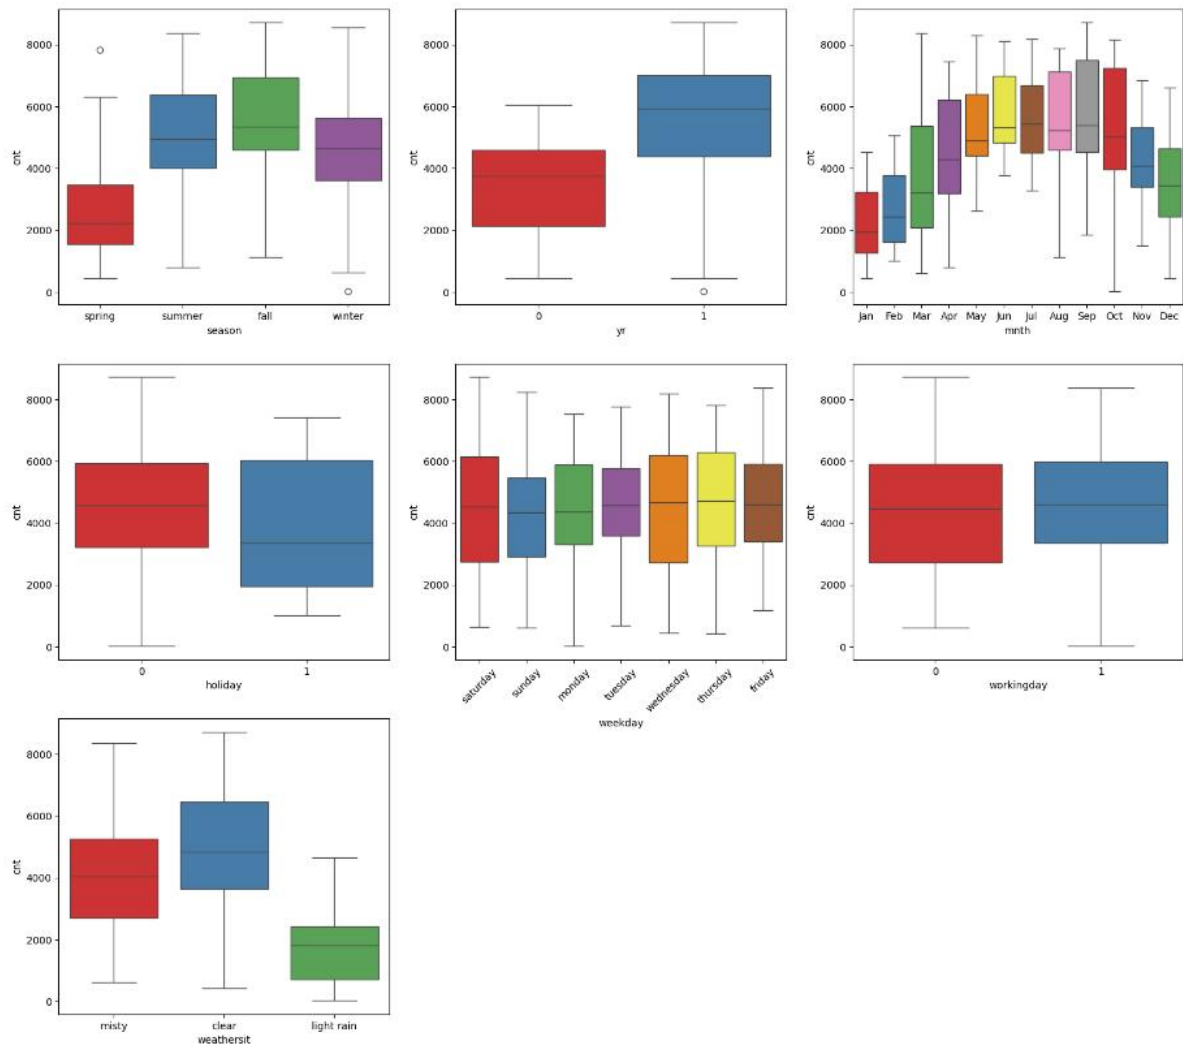 8000
6000
4000
2000
0
cnt
spring summer fall winter
season
8000
6000
4000
2000
0
cnt
0 1
yr
8000
6000
4000
2000
0
cnt
Jan Feb Mar Apr May Jun Jul Aug Sep Oct Nov Dec
mnth
8000
6000
4000
2000
0
cnt
0 1
holiday
8000
6000
4000
2000
0
cnt
saturday sunday monday tuesday wednesday thursday friday
weekday
8000
6000
4000
2000
0
cnt
0 1
workingday
8000
6000
4000
2000
0
cnt
misty clear light rain
weathersit